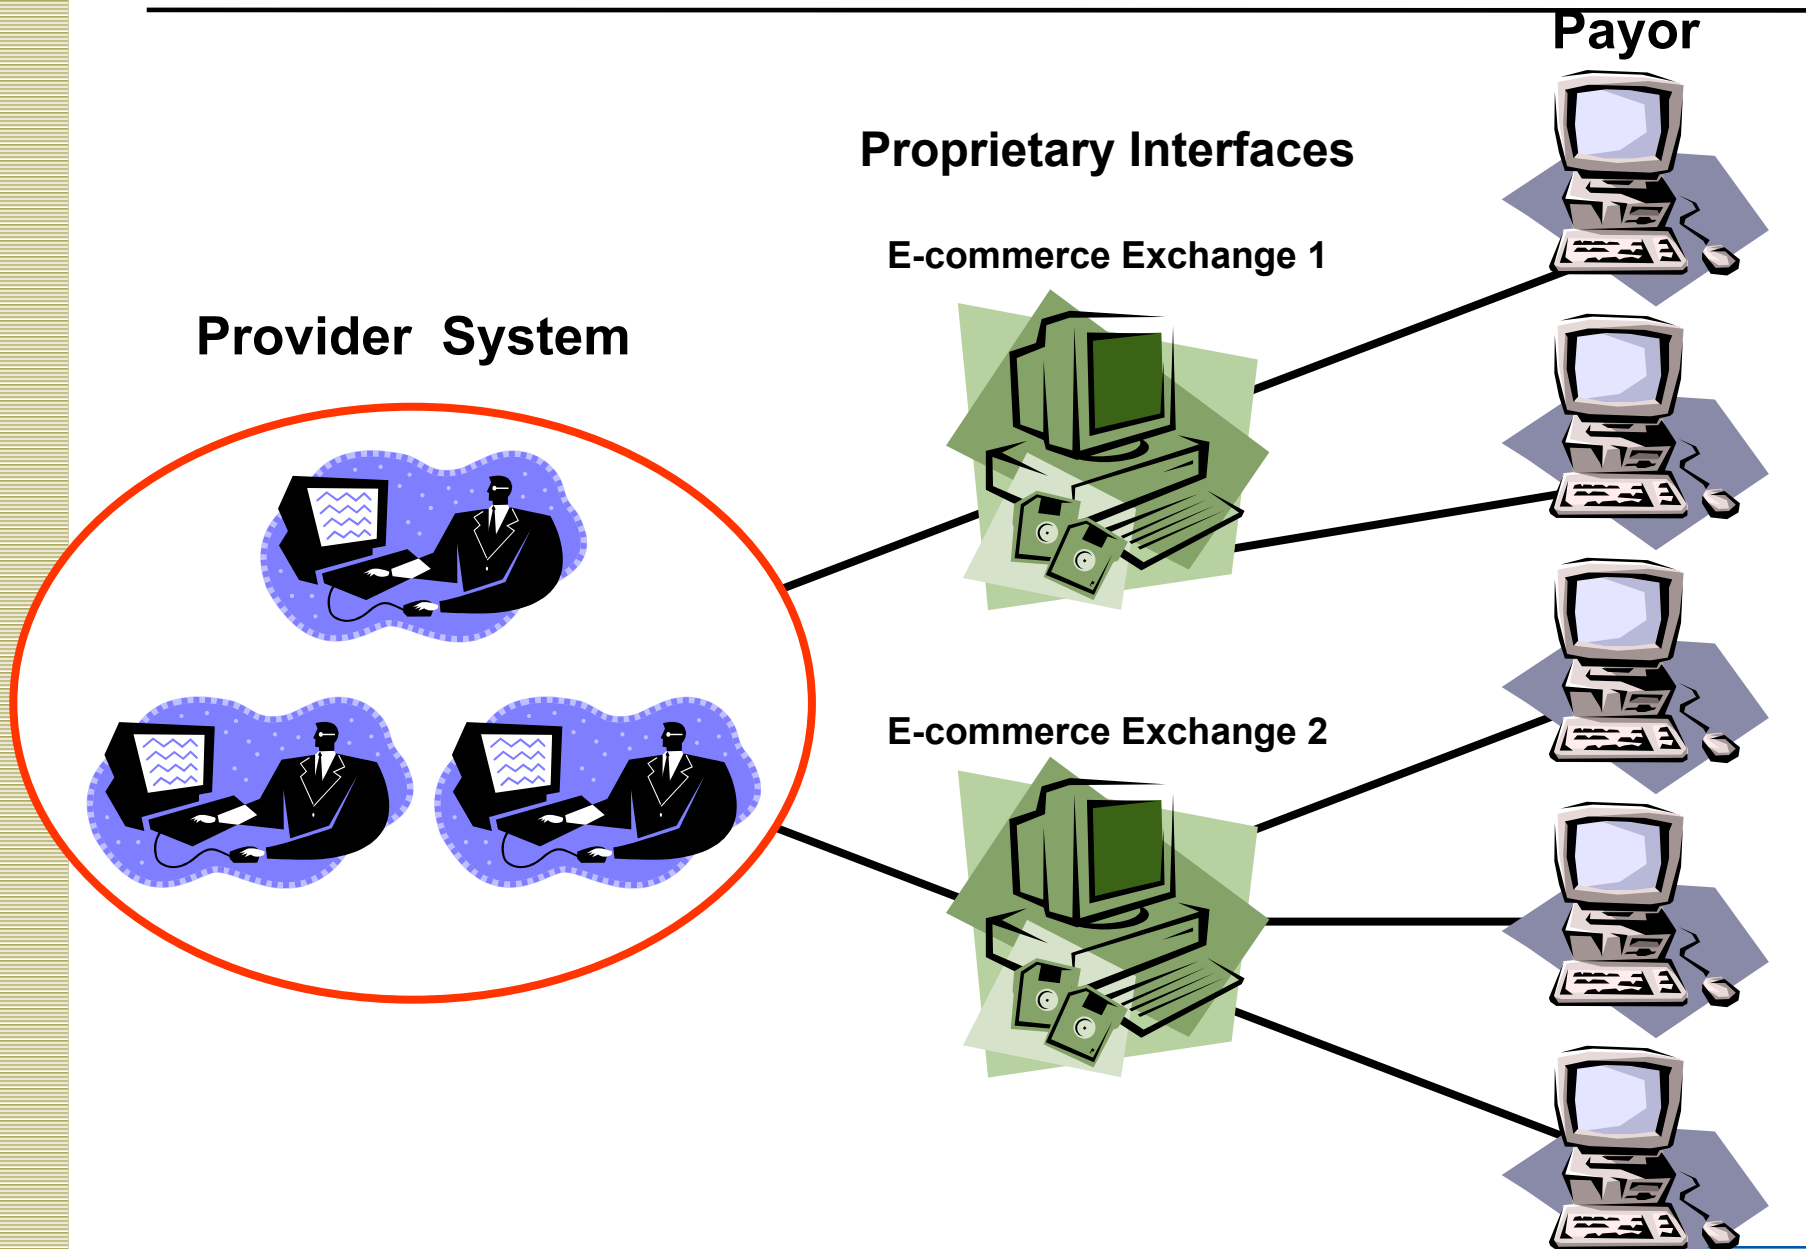 Payor
Proprietary Interfaces
E-commerce Exchange 1
Provider System
E-commerce Exchange 2